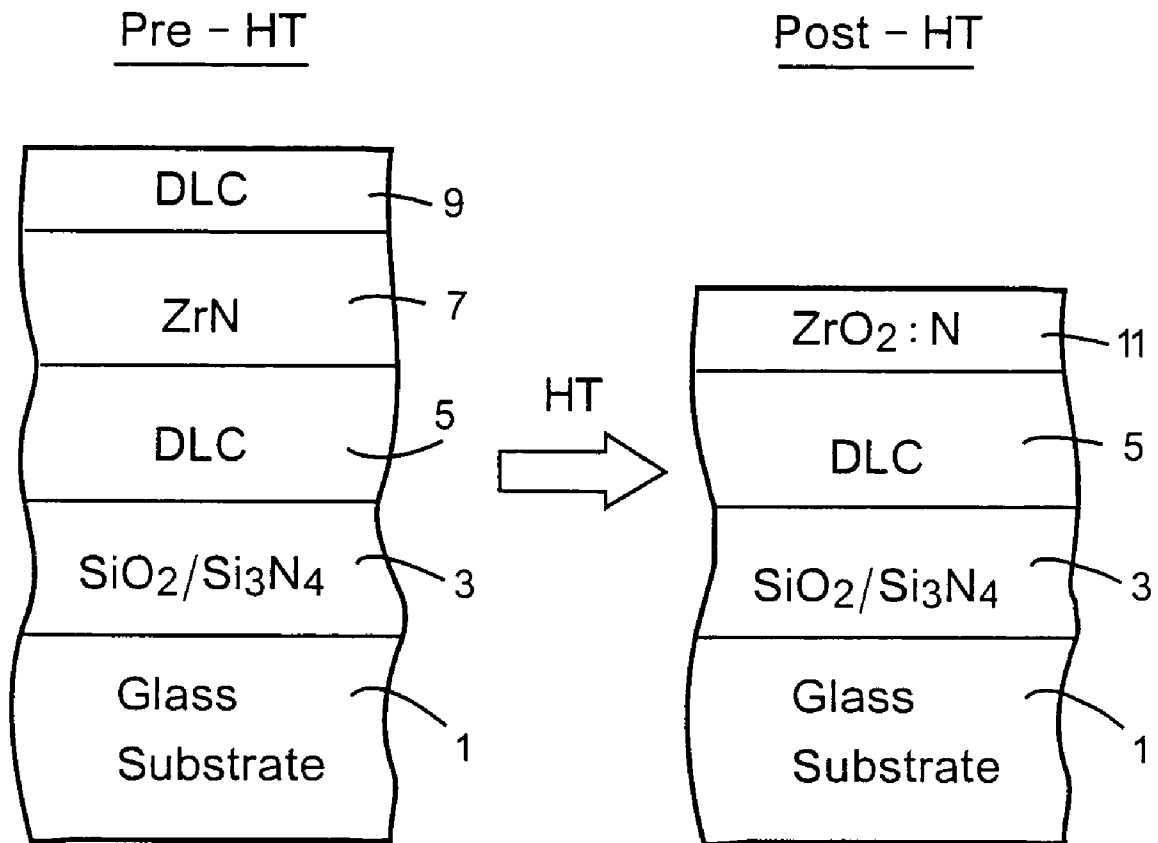 Pre – HT
DLC
9
ZrN
7
DLC
5
SiO2/Si3N4
3
Glass
Substrate
1
HT
Post – HT
ZrO2 : N
11
DLC
5
SiO2/Si3N4
3
Glass
Substrate
1